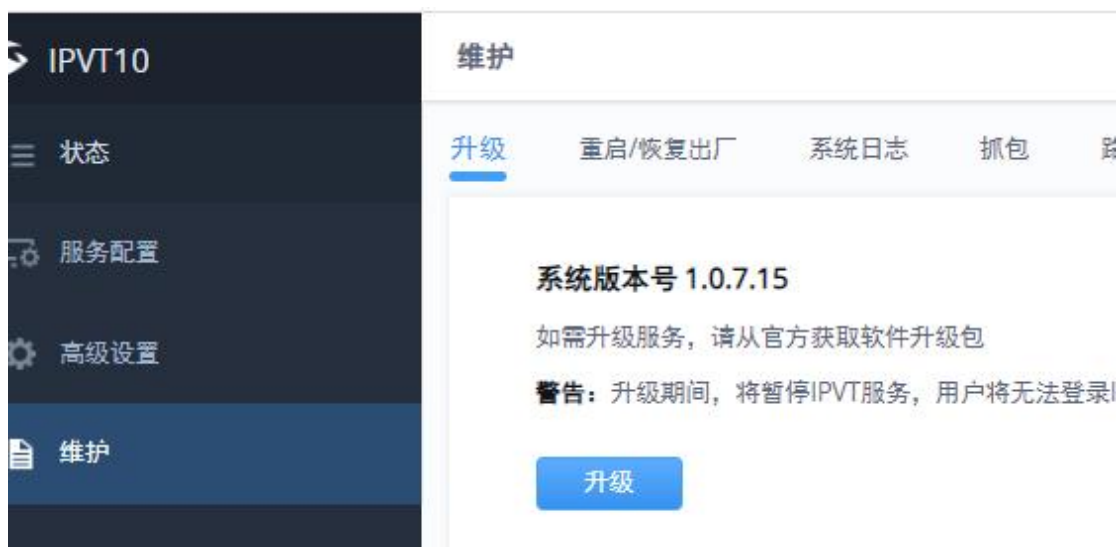 IPVT10
维护
状态
服务配置
高级设置
维护
升级 重启/恢复出厂 系统日志 抓包
系统版本号 1.0.7.15
如需升级服务，请从官方获取软件升级包
警告：升级期间，将暂停IPVT服务，用户将无法登录
升级